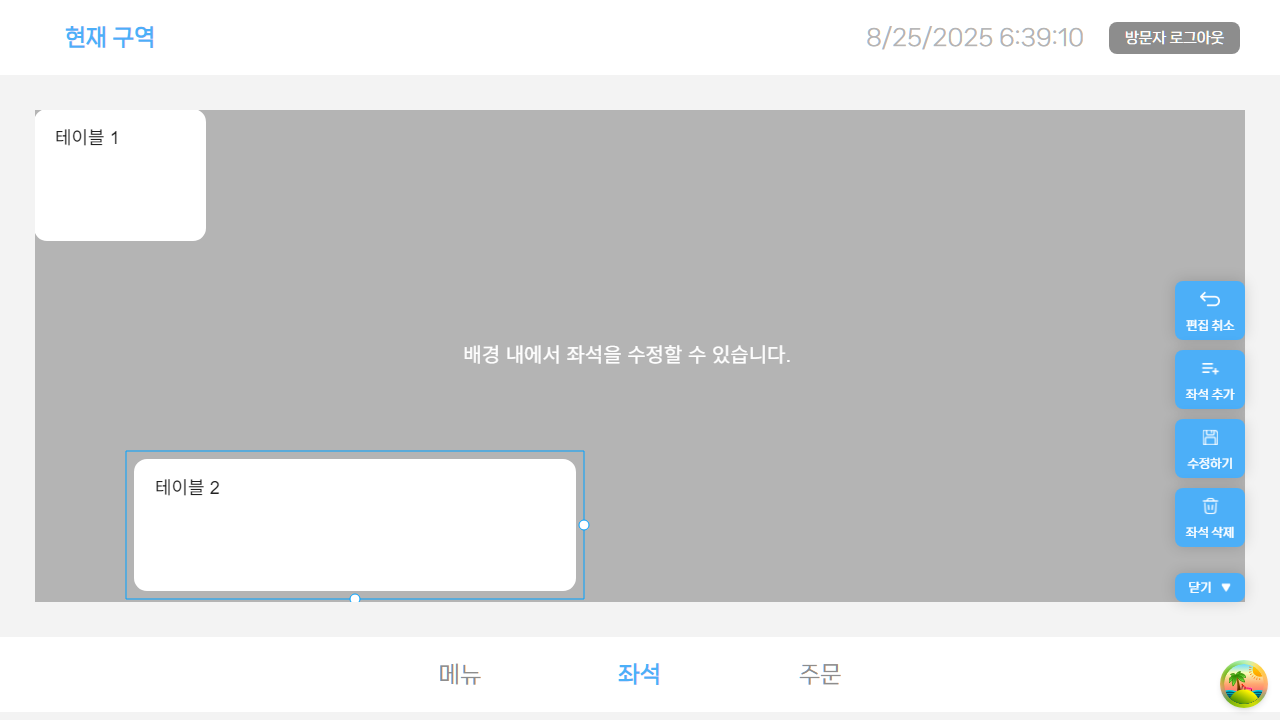 현재 구역
8/25/2025 6:39:10
방문자 로그아웃
테이블 1
배경 내에서 좌석을 수정할 수 있습니다.
편집 취소
좌석 추가
수정하기
좌석 삭제
닫기 ▼
테이블 2
메뉴
좌석
주문